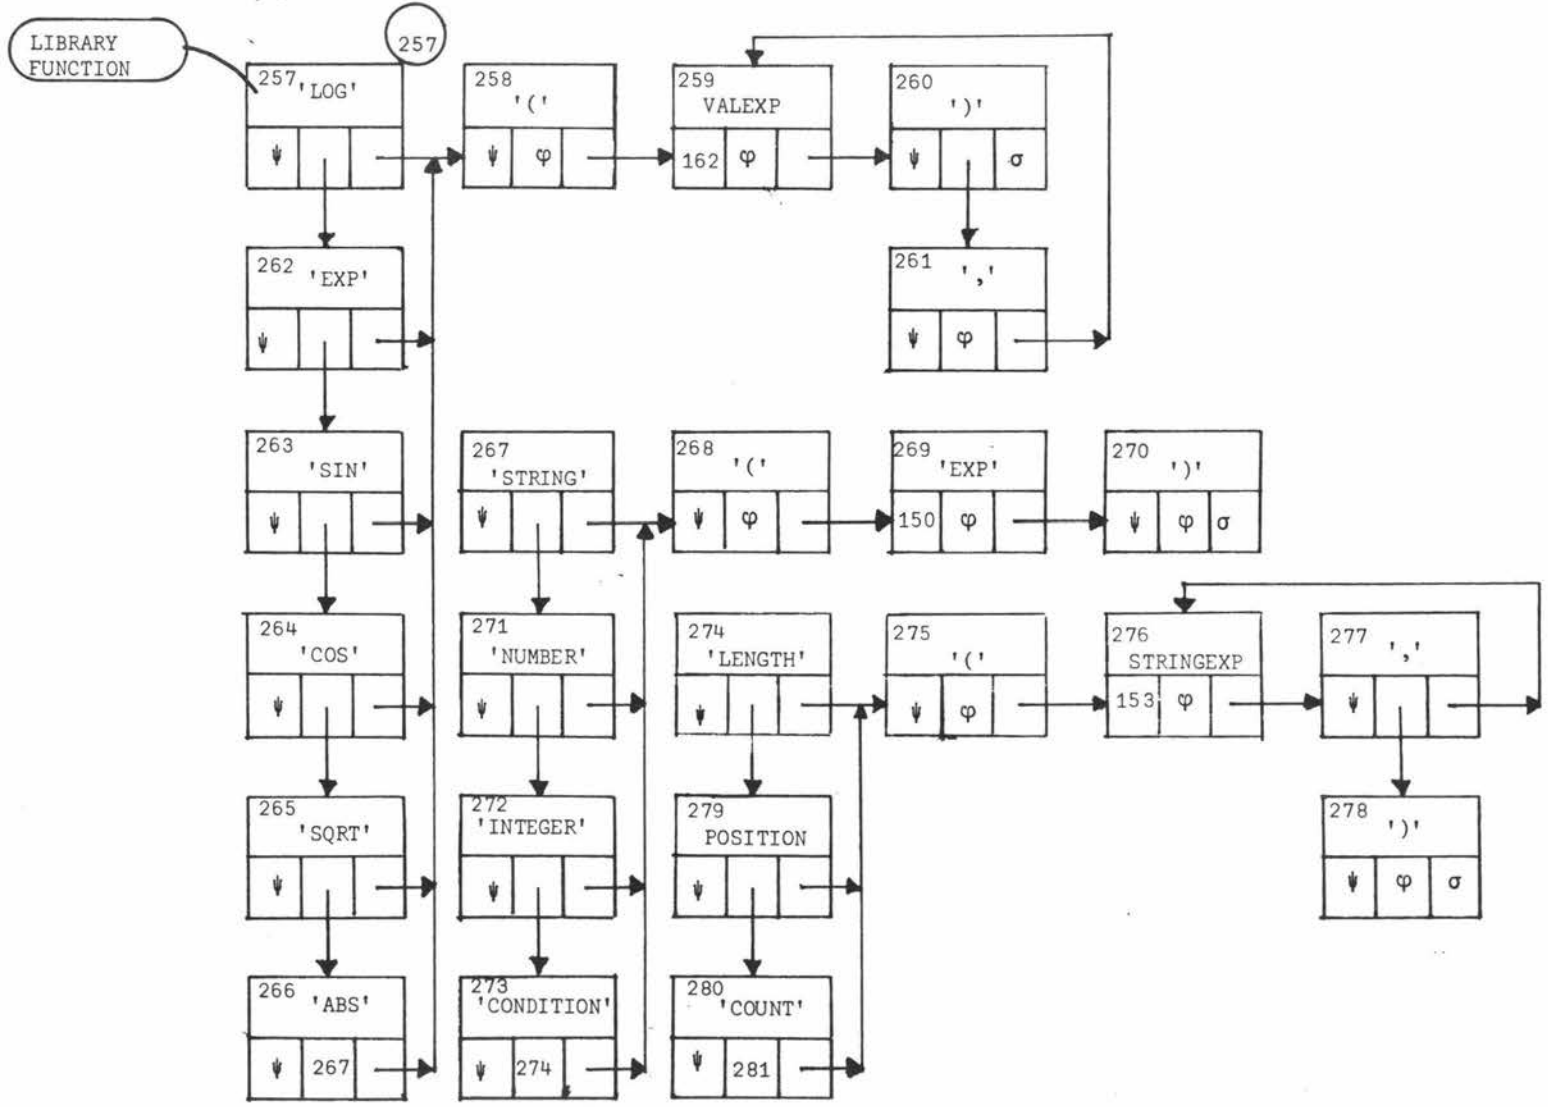 LIBRARY
FUNCTION
257
257 'LOG'
ψ
258 '('
ψ φ
259
VALEXP
162 φ
260 ')'
ψ σ
262 'EXP'
ψ
261 ','
ψ φ
263
'SIN'
ψ
267
'STRING'
ψ
268 '('
ψ φ
269
'EXP'
150 φ
270 ')'
ψ φ σ
264
'COS'
ψ
271
'NUMBER'
ψ
274
'LENGTH'
ψ
275
'('
ψ φ
276
STRINGEXP
153 φ
277 ','
ψ
265
'SQRT'
ψ
272
'INTEGER'
ψ
279
POSITION
ψ
278 ')'
ψ φ σ
266
'ABS'
ψ 267
273
'CONDITION'
ψ 274
280
'COUNT'
ψ 281